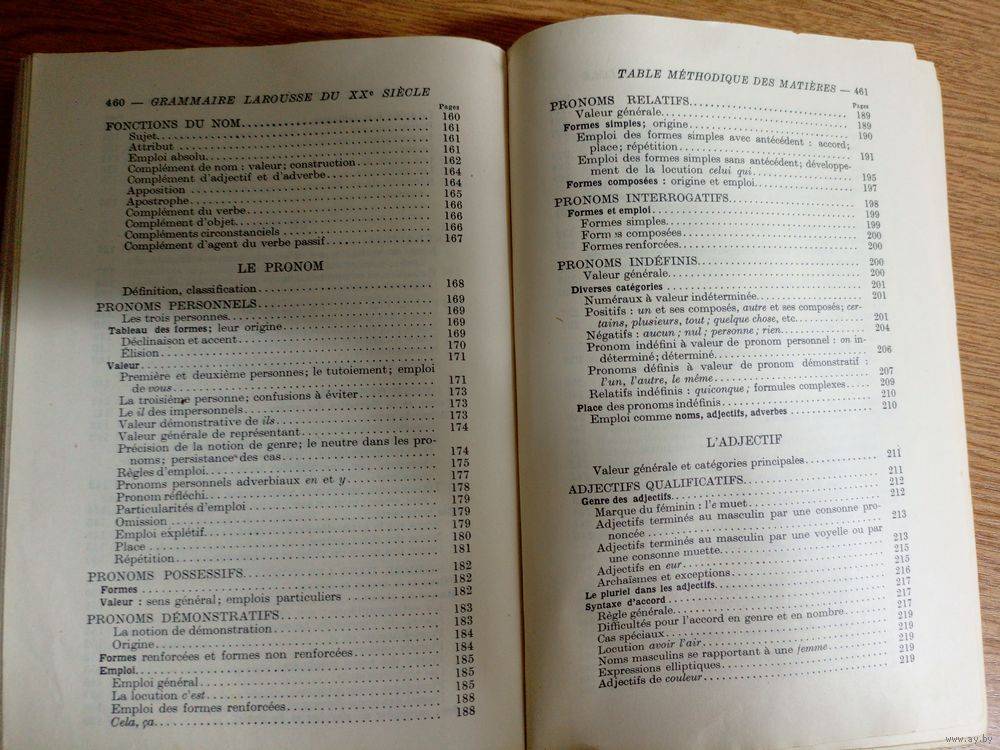 460 — GRAMMAIRE LAROUSSE DU XXe SIÈCLE
Pages
FONCTIONS DU NOM 160
Sujet 161
Attribut 161
Emploi absolu 161
Complément de nom : valeur; construction 162
Complément d'adjectif et d'adverbe 164
Apposition 164
Apostrophe 165
Complément du verbe 166
Complément d'objet 166
Compléments circonstanciels 166
Complément d'agent du verbe passif 167
LE PRONOM
Définition, classification 168
PRONOMS PERSONNELS 169
Les trois personnes 169
Tableau des formes; leur origine 169
Déclinaison et accent 169
Élision 170
Valeur 171
Première et deuxième personnes; le tutoiement; emploi
de vous 171
La troisième personne; confusions à éviter 173
Le il des impersonnels 173
Valeur démonstrative de ils 173
Valeur générale de représentant 174
Précision de la notion de genre; le neutre dans les pro-
noms; persistance des cas 174
Règles d'emploi 175
Pronoms personnels adverbiaux en et y 177
Pronom réfléchi 178
Particularités d'emploi 179
Omission 179
Emploi explétif 179
Place 180
Répétition 181
PRONOMS POSSESSIFS 182
Formes 182
Valeur : sens général; emplois particuliers 182
PRONOMS DÉMONSTRATIFS 183
La notion de démonstration 183
Origine 184
Formes renforcées et formes non renforcées 184
Emploi 185
Emploi général 185
La locution c'est 185
Emploi des formes renforcées 188
Cela, ça 188
TABLE MÉTHODIQUE DES MATIÈRES — 461
Pages
PRONOMS RELATIFS 189
Valeur générale 189
Formes simples; origine 190
Emploi des formes simples avec antécédent : accord;
place; répétition 191
Emploi des formes simples sans antécédent; développe-
ment de la locution celui qui 195
Formes composées : origine et emploi 197
PRONOMS INTERROGATIFS 198
Formes et emploi 199
Formes simples 199
Formes composées 200
Formes renforcées 200
PRONOMS INDÉFINIS 200
Valeur générale 200
Diverses catégories 201
Numéraux à valeur indéterminée 201
Positifs : un et ses composés, autre et ses composés; cer-
tains, plusieurs, tout; quelque chose, etc. 201
Négatifs : aucun; nul; personne; rien 204
Pronom indéfini à valeur de pronom personnel : on in-
déterminé; déterminé 206
Pronoms définis à valeur de pronom démonstratif :
l'un, l'autre, le même 207
Relatifs indéfinis : quiconque; formules complexes 209
Place des pronoms indéfinis 210
Emploi comme noms, adjectifs, adverbes 210
L'ADJECTIF
Valeur générale et catégories principales 211
ADJECTIFS QUALIFICATIFS 211
Genre des adjectifs 212
Marque du féminin : l'e muet 212
Adjectifs terminés au masculin par une consonne pro-
noncée 213
Adjectifs terminés au masculin par une voyelle ou par
une consonne muette 213
Adjectifs en eur 215
Archaïsmes et exceptions 215
Le pluriel dans les adjectifs 216
Syntaxe d'accord 217
Règle générale 217
Difficultés pour l'accord en genre et en nombre 217
Cas spéciaux 219
Locution avoir l'air 219
Noms masculins se rapportant à une femme 219
Expressions elliptiques 219
Adjectifs de couleur 219
www.ay.by